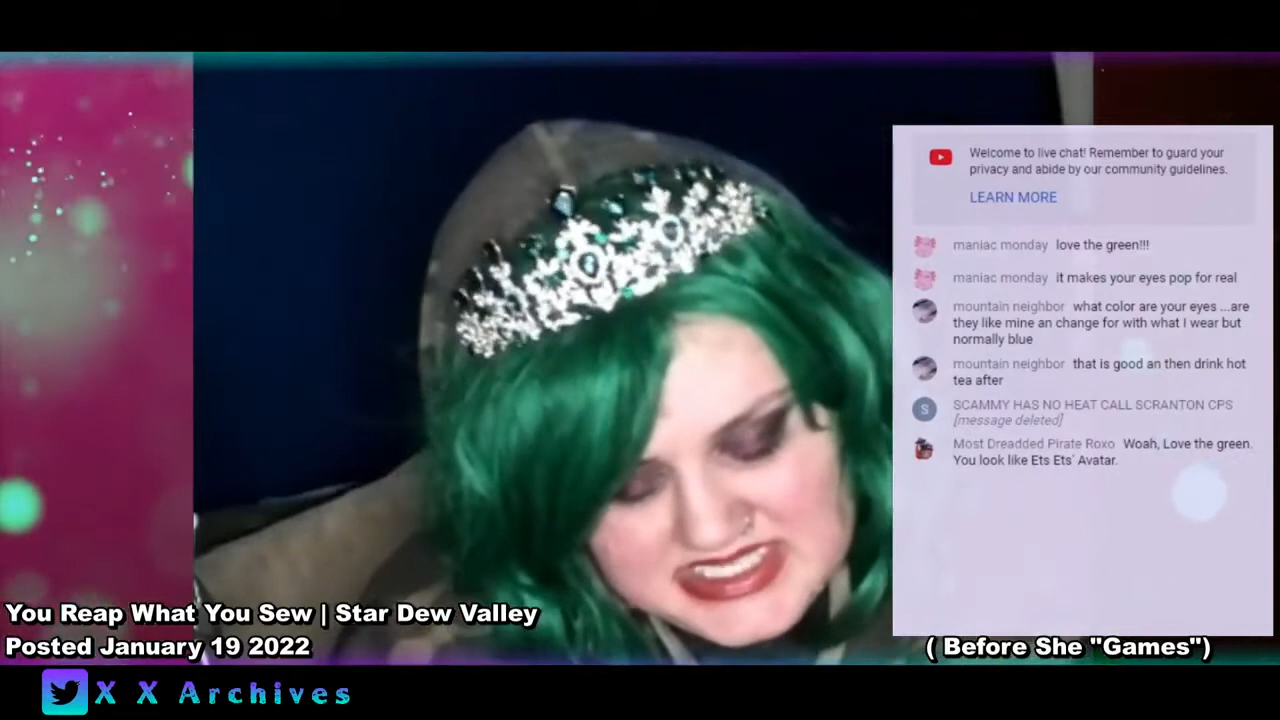 Welcome to live chat! Remember to guard your
privacy and abide by our community guidelines.
LEARN MORE
maniac monday love the green!!!
maniac monday it makes your eyes pop for real
mountain neighbor what color are your eyes ...are
they like mine an change for with what I wear but
normally blue
mountain neighbor that is good an then drink hot
tea after
S SCAMMY HAS NO HEAT CALL SCRANTON CPS
[message deleted]
Most Dreadded Pirate Roxo Woah, Love the green.
You look like Ets Ets' Avatar.
You Reap What You Sew | Star Dew Valley
Posted January 19 2022
( Before She "Games")
X X Archives